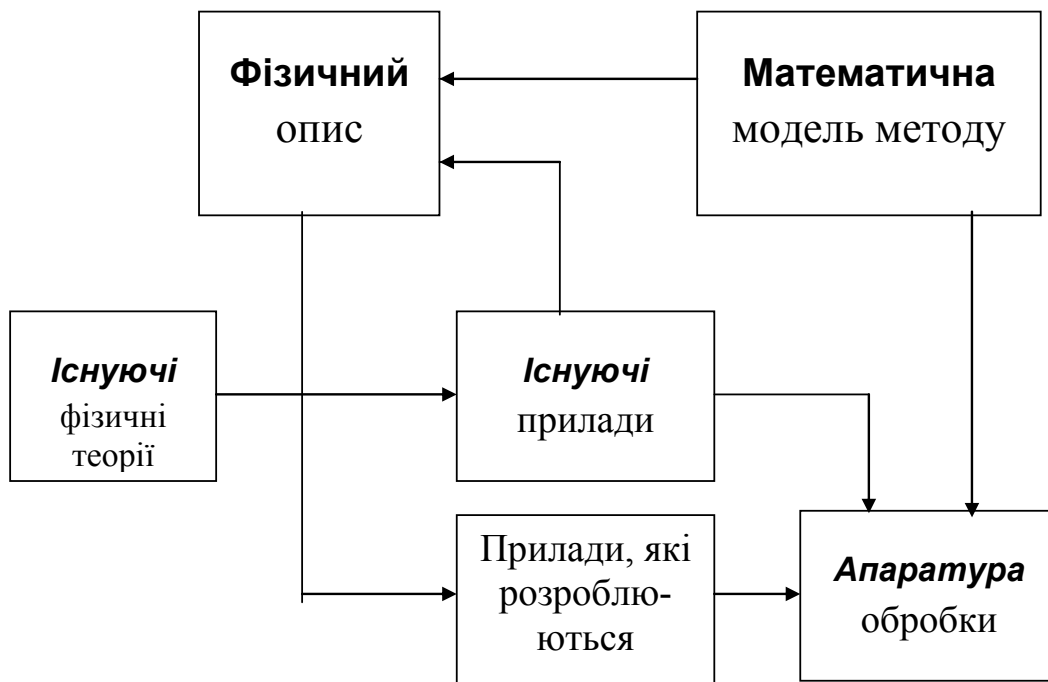 Фізичний
опис
Математична
модель методу
Існуючі
фізичні
теорії
Існуючі
прилади
Прилади, які
розроблю-
ються
Апаратура
обробки